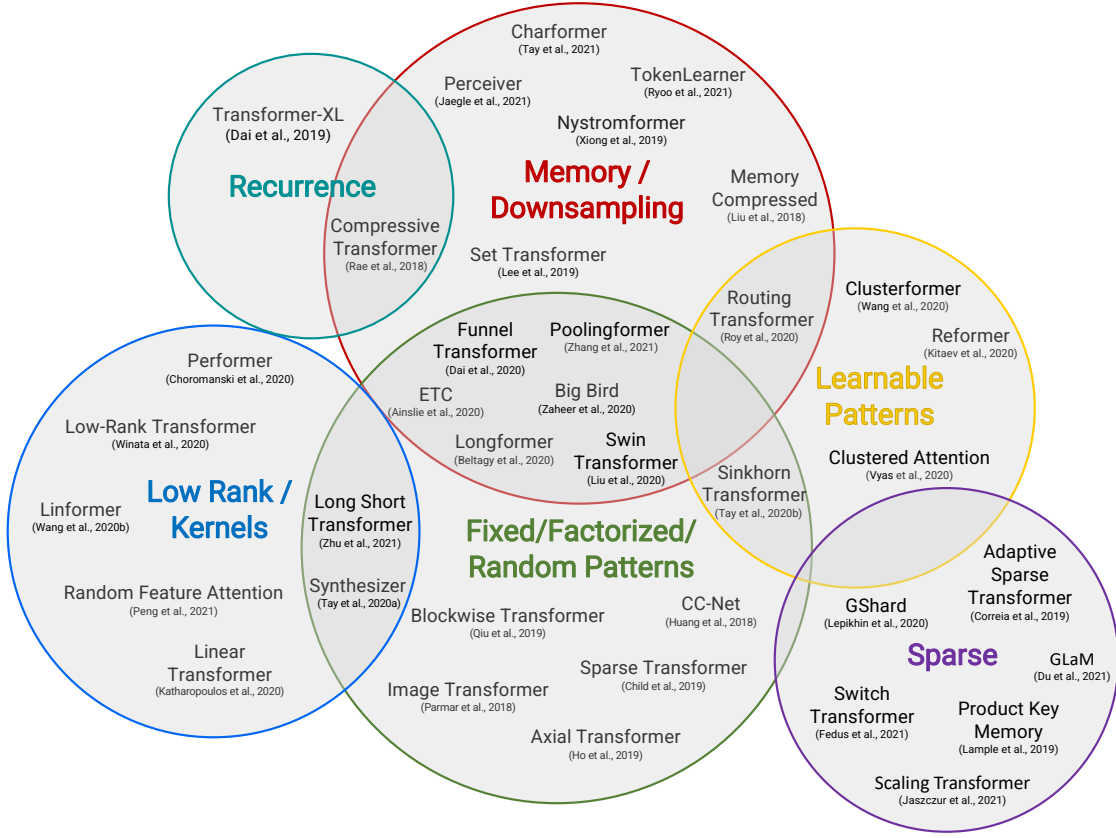 Charformer
(Tay et al., 2021)
Perceiver
(Jaegle et al., 2021)
TokenLearner
(Ryoo et al., 2021)
Transformer-XL
(Dai et al., 2019)
Nystromformer
(Xiong et al., 2019)
Recurrence
Memory /
Downsampling
Memory
Compressed
(Liu et al., 2018)
Compressive
Transformer
(Rae et al., 2018)
Set Transformer
(Lee et al., 2019)
Routing
Transformer
(Roy et al., 2020)
Clusterformer
(Wang et al., 2020)
Reformer
(Kitaev et al., 2020)
Funnel
Transformer
(Dai et al., 2020)
Poolingformer
(Zhang et al., 2021)
Performer
(Choromanski et al., 2020)
ETC
(Ainslie et al., 2020)
Big Bird
(Zaheer et al., 2020)
Learnable
Patterns
Low-Rank Transformer
(Winata et al., 2020)
Longformer
(Beltagy et al., 2020)
Swin
Transformer
(Liu et al., 2020)
Sinkhorn
Transformer
(Tay et al., 2020b)
Clustered Attention
(Vyas et al., 2020)
Linformer
(Wang et al., 2020b)
Low Rank /
Kernels
Long Short
Transformer
(Zhu et al., 2021)
Fixed/Factorized/
Random Patterns
Adaptive
Sparse
Transformer
(Correia et al., 2019)
Random Feature Attention
(Peng et al., 2021)
Synthesizer
(Tay et al., 2020a)
Blockwise Transformer
(Qiu et al., 2019)
CC-Net
(Huang et al., 2018)
GShard
(Lepikhin et al., 2020)
Sparse
GLaM
(Du et al., 2021)
Linear
Transformer
(Katharopoulos et al., 2020)
Image Transformer
(Parmar et al., 2018)
Sparse Transformer
(Child et al., 2019)
Switch
Transformer
(Fedus et al., 2021)
Product Key
Memory
(Lample et al., 2019)
Axial Transformer
(Ho et al., 2019)
Scaling Transformer
(Jaszczur et al., 2021)